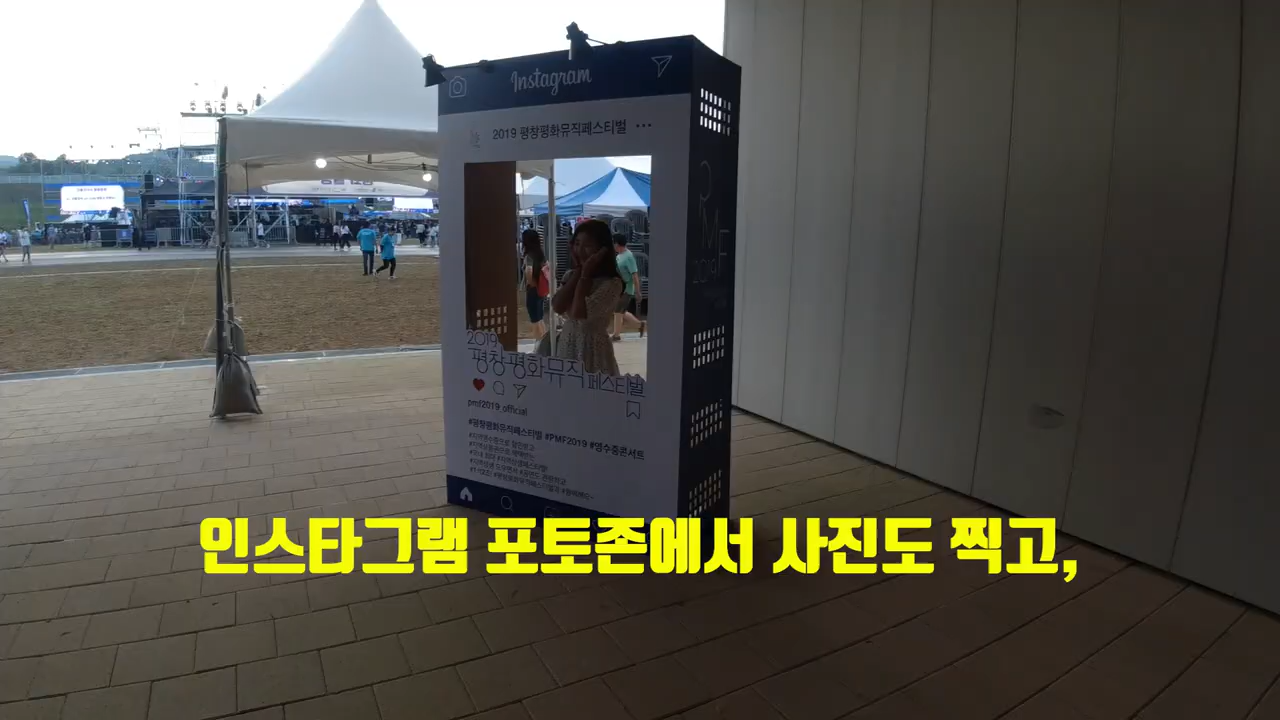 Instagram
2019 평창평화뮤직페스티벌
PMF
2019
2019
평창평화뮤직페스티벌
pmf2019_official
#평창평화뮤직페스티벌 #PMF2019 #영수증콘서트
인스타그램 포토존에서 사진도 찍고,